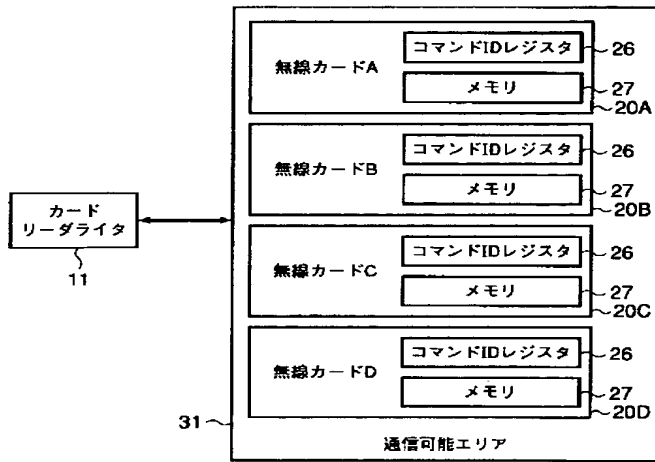 カード
リーダライタ
11
無線カードA
コマンドIDレジスタ
26
メモリ
27
20A
無線カードB
コマンドIDレジスタ
26
メモリ
27
20B
無線カードC
コマンドIDレジスタ
26
メモリ
27
20C
無線カードD
コマンドIDレジスタ
26
メモリ
27
20D
31
通信可能エリア